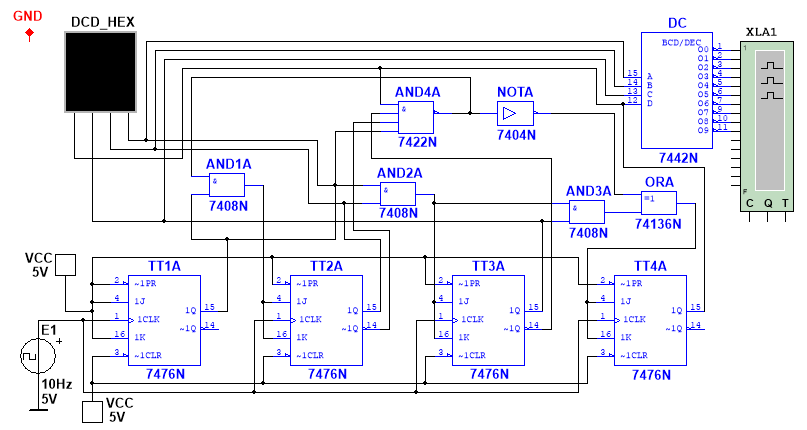 GND
DCD_HEX
DC
XLA1
BCD/DEC
O0 1
O1 2
O2 3
O3 4
O4 5
O5 6
O6 7
O7 9
O8 10
O9 11
15 A
14 B
13 C
12 D
7442N
1
F
C Q T
AND4A
&
7422N
NOTA
7404N
AND1A
&
7408N
AND2A
&
7408N
AND3A
&
7408N
ORA
=1
74136N
VCC
5V
TT1A
2 ~1PR
4 1J
1 1CLK
16 1K
3 ~1CLR
1Q 15
~1Q 14
7476N
TT2A
2 ~1PR
4 1J
1 1CLK
16 1K
3 ~1CLR
1Q 15
~1Q 14
7476N
TT3A
2 ~1PR
4 1J
1 1CLK
16 1K
3 ~1CLR
1Q 15
~1Q 14
7476N
TT4A
2 ~1PR
4 1J
1 1CLK
16 1K
3 ~1CLR
1Q 15
~1Q 14
7476N
E1
+
10Hz
5V
VCC
5V